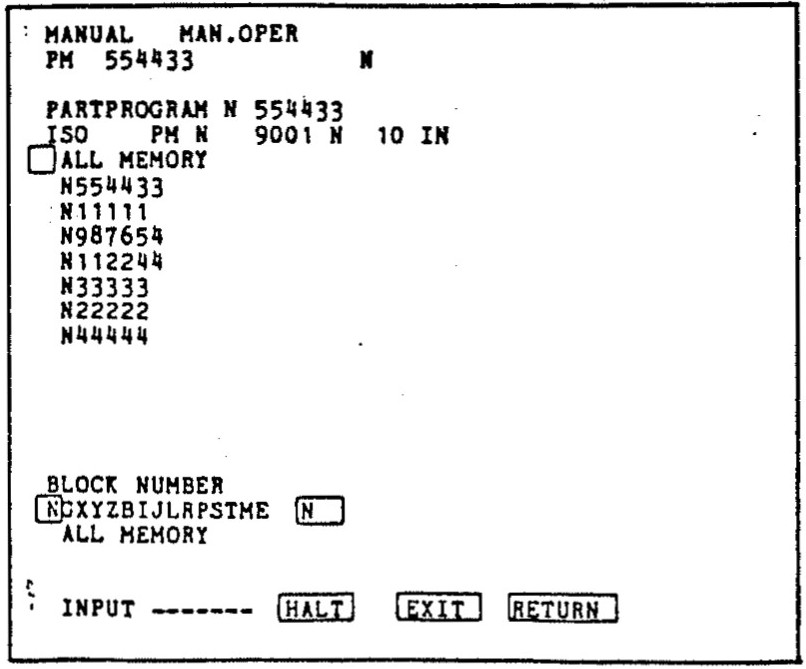 MANUAL MAN.OPER
PM 554433 N
PARTPROGRAM N 554433
ISO PM N 9001 N 10 IN
ALL MEMORY
N554433
N11111
N987654
N112244
N33333
N22222
N44444
BLOCK NUMBER
NGXYZBIJLRPSTME N
ALL MEMORY
INPUT ------- HALT EXIT RETURN